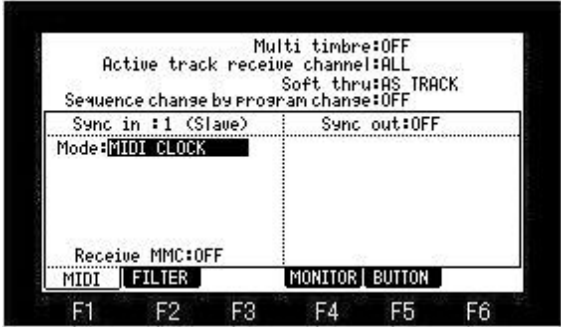 Multi timbre:OFF
Active track receive channel:ALL
Soft thru:AS TRACK
Sequence change by program change:OFF
Sync in :1 (Slave) Sync out:OFF
Mode:MIDI CLOCK
Receive MMC:OFF
MIDI FILTER MONITOR BUTTON
F1 F2 F3 F4 F5 F6